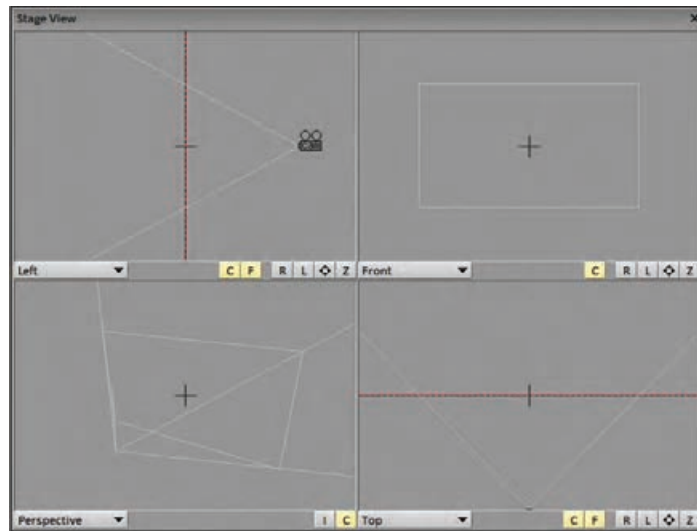 Stage View ×
Left C F R L Z
Front C R L Z
Perspective I C
Top C F R L Z